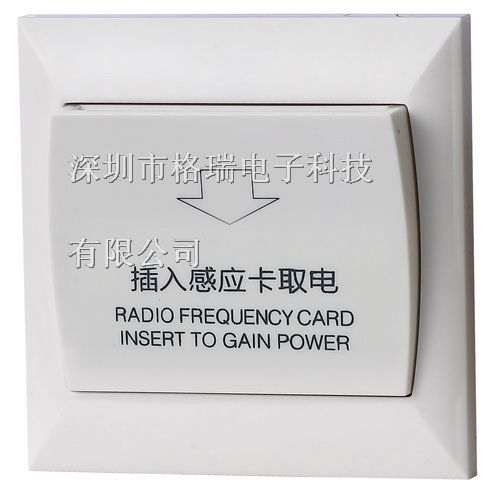 深圳市格瑞电子科技
有限公司
插入感应卡取电
RADIO FREQUENCY CARD
INSERT TO GAIN POWER